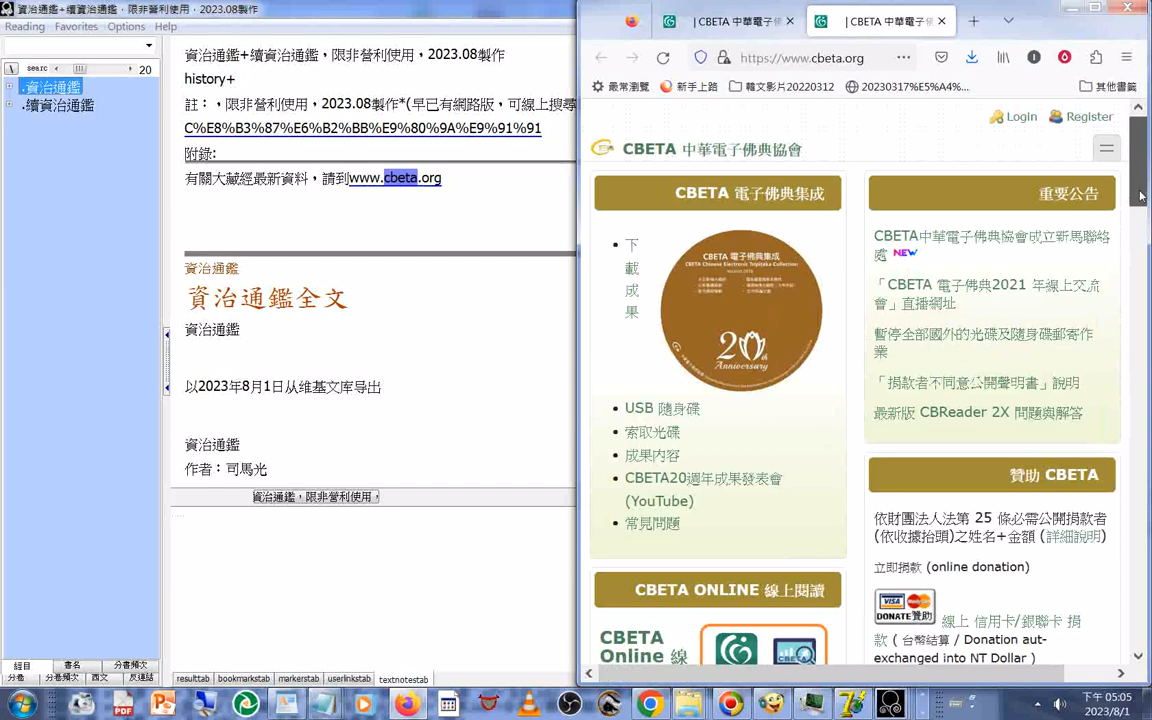 資治通鑑+續資治通鑑，限非營利使用，2023.08製作
Reading Favorites Options Help
searc 20
.資治通鑑
.續資治通鑑
資治通鑑+續資治通鑑，限非營利使用，2023.08製作
history+
註：，限非營利使用，2023.08製作*(早已有網路版，可線上搜尋
C%E8%B3%87%E6%B2%BB%E9%80%9A%E9%91%91
附錄:
有關大藏經最新資料，請到www.cbeta.org
資治通鑑
資治通鑑全文
資治通鑑
以2023年8月1日从维基文库导出
資治通鑑
作者：司馬光
資治通鑑，限非營利使用，
經目 書名 分書頻次
分卷 分卷頻次 西文 反連結
resulttab bookmarkstab markerstab userlinkstab textnotestab
| CBETA 中華電子佛
| CBETA 中華電子佛
https://www.cbeta.org
最常瀏覽 新手上路 韓文影片20220312 20230317%E5%A4%... 其他書籤
Login Register
CBETA 中華電子佛典協會
CBETA 電子佛典集成
下載成果
CBETA 電子佛典集成
CBETA Chinese Electronic Tripitaka Collection
20th
Anniversary
USB 隨身碟
索取光碟
成果內容
CBETA20週年成果發表會
(YouTube)
常見問題
CBETA ONLINE 線上閱讀
CBETA
Online 線
重要公告
CBETA中華電子佛典協會成立新馬聯絡
處 NEW
「CBETA 電子佛典2021 年線上交流
會」直播網址
暫停全部國外的光碟及隨身碟郵寄作
業
「捐款者不同意公開聲明書」說明
最新版 CBReader 2X 問題與解答
贊助 CBETA
依財團法人法第 25 條必需公開捐款者
(依收據抬頭)之姓名+金額 (詳細說明)
立即捐款 (online donation)
VISA MasterCard
DONATE贊助 線上 信用卡/銀聯卡 捐
款 ( 台幣結算 / Donation aut-
exchanged into NT Dollar )
下午 05:05
2023/8/1